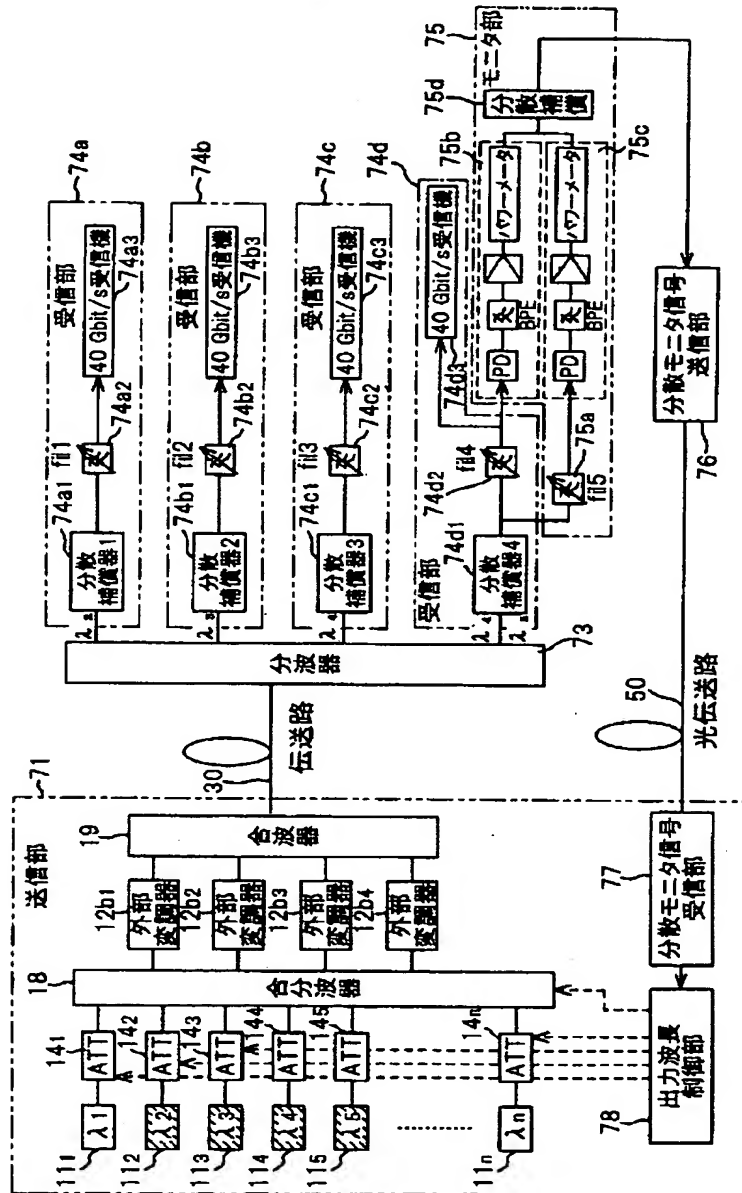 71
送信部
11₁
λ1
14₁
ATT
11₂
λ2
14₂
ATT
11₃
λ3
14₃
ATT
11₄
λ4
14₄
ATT
11₅
λ5
14₅
ATT
11n
λn
14n
ATT
18
合分波器
12b1
外部
変調器
12b2
外部
変調器
12b3
外部
変調器
12b4
外部
変調器
19
合波器
30
伝送路
73
分波器
74a
受信部
λ2
74a1
分散
補償器1
fil1
74a2
40 Gbit/s受信機
74a3
74b
受信部
λ3
74b1
分散
補償器2
fil2
74b2
40 Gbit/s受信機
74b3
74c
受信部
λ4
74c1
分散
補償器3
fil3
74c2
40 Gbit/s受信機
74c3
74d
受信部
74d1
分散
補償器4
fil4
74d2
40 Gbit/s受信機
74d3
75
モニタ部
75a
fil5
75b
PD
BPF
パワーメータ
75c
PD
BPF
パワーメータ
75d
分散補償
分散モニタ信号
送信部
76
50
光伝送路
77
分散モニタ信号
受信部
78
出力波長
制御部